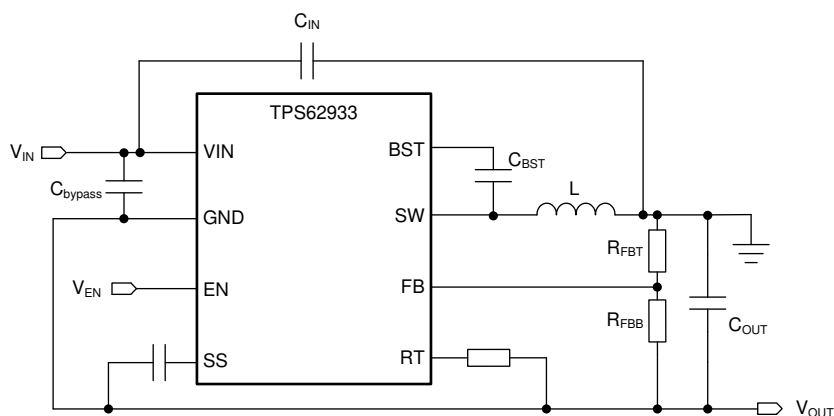 C_IN
TPS62933
V_IN
VIN
BST
C_BST
C_bypass
L
GND
SW
R_FBT
V_EN
EN
FB
R_FBB
C_OUT
SS
RT
V_OUT